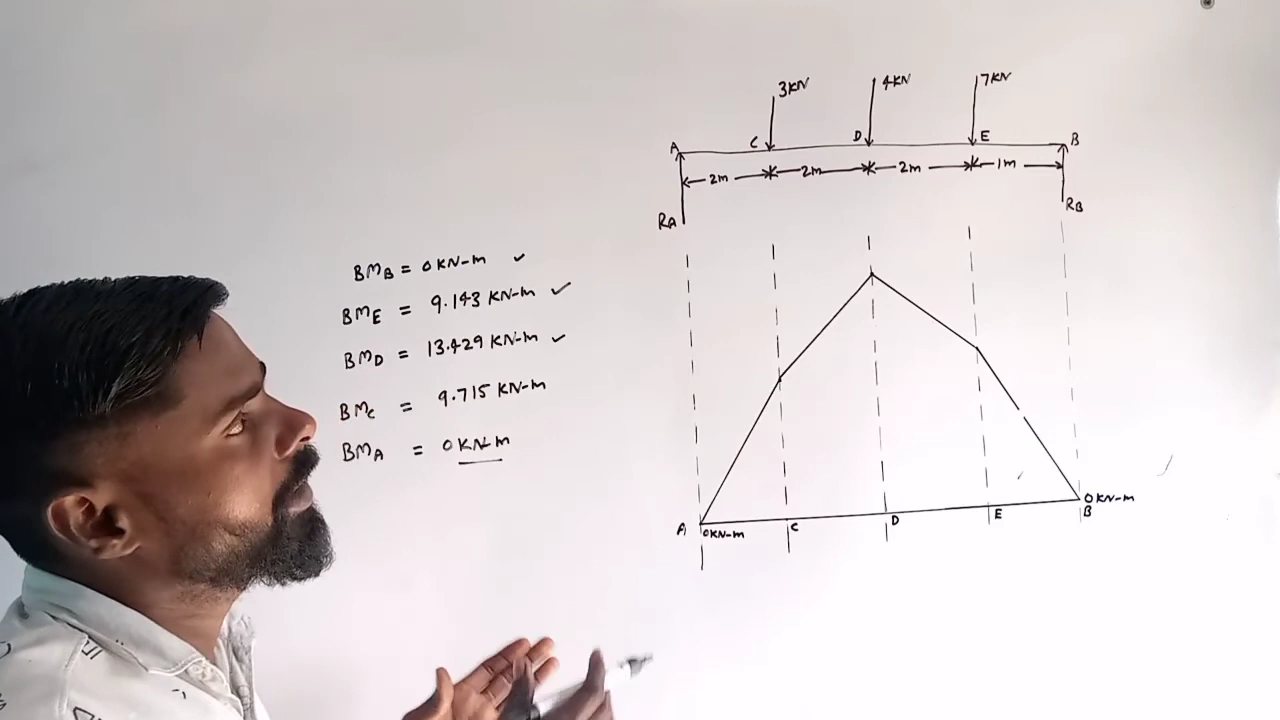 3KN 4KN 7KN
A C D E B
2m 2m 2m 1m
RA RB
BMB = 0KN-m ✓
BME = 9.143 KN-m ✓
BMD = 13.429 KN-m ✓
BMC = 9.715 KN-m
BMA = 0KN-m
A 0KN-m C D E 0KN-m
B